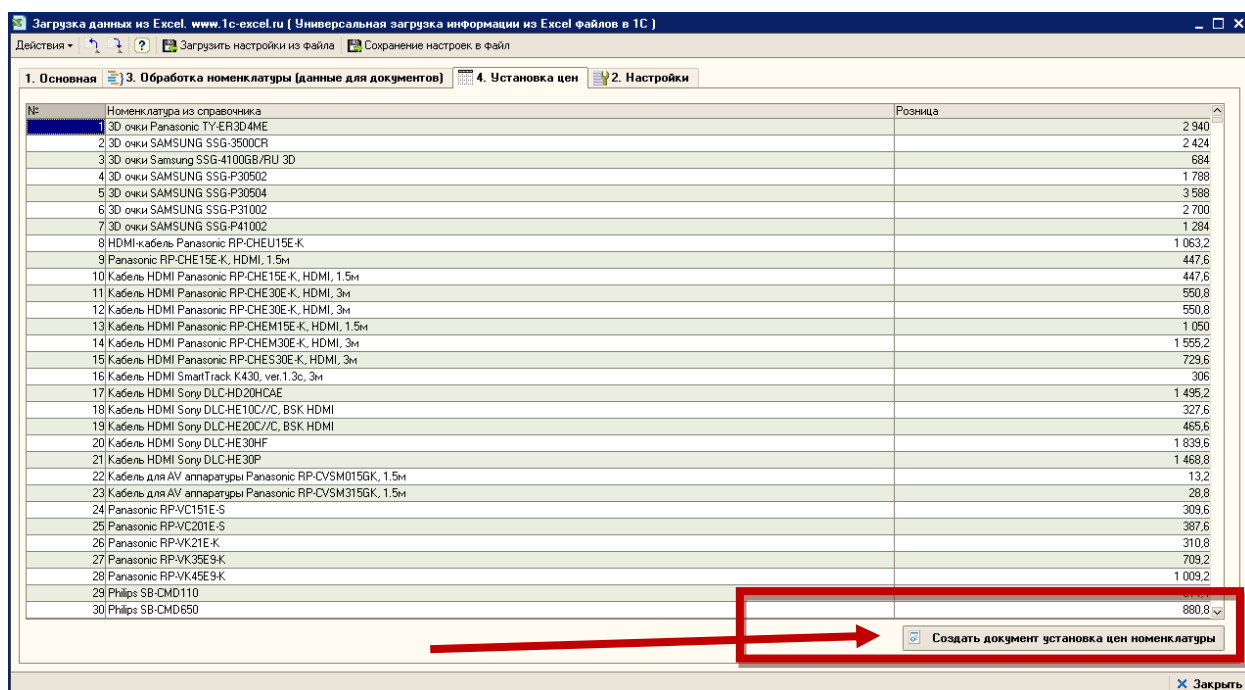 Загрузка данных из Excel. www.1c-excel.ru ( Универсальная загрузка информации из Excel файлов в 1С )
Действия Загрузить настройки из файла Сохранение настроек в файл
1. Основная 3. Обработка номенклатуры (данные для документов) 4. Установка цен 2. Настройки
№ Номенклатура из справочника Розница
1 3D очки Panasonic TY-ER3D4ME 2 940
2 3D очки SAMSUNG SSG-3500CR 2 424
3 3D очки Samsung SSG-4100GB/RU 3D 684
4 3D очки SAMSUNG SSG-P30502 1 788
5 3D очки SAMSUNG SSG-P30504 3 588
6 3D очки SAMSUNG SSG-P31002 2 700
7 3D очки SAMSUNG SSG-P41002 1 284
8 HDMI-кабель Panasonic RP-CHEU15E-K 1 063,2
9 Panasonic RP-CHE15E-K, HDMI, 1.5м 447,6
10 Кабель HDMI Panasonic RP-CHE15E-K, HDMI, 1.5м 447,6
11 Кабель HDMI Panasonic RP-CHE30E-K, HDMI, 3м 550,8
12 Кабель HDMI Panasonic RP-CHE30E-K, HDMI, 3м 550,8
13 Кабель HDMI Panasonic RP-CHEM15E-K, HDMI, 1.5м 1 050
14 Кабель HDMI Panasonic RP-CHEM30E-K, HDMI, 3м 1 555,2
15 Кабель HDMI Panasonic RP-CHES30E-K, HDMI, 3м 729,6
16 Кабель HDMI SmartTrack K430, ver.1.3c, 3м 306
17 Кабель HDMI Sony DLC-HD20HCAE 1 495,2
18 Кабель HDMI Sony DLC-HE10C//C, BSK HDMI 327,6
19 Кабель HDMI Sony DLC-HE20C//C, BSK HDMI 465,6
20 Кабель HDMI Sony DLC-HE30HF 1 839,6
21 Кабель HDMI Sony DLC-HE30P 1 468,8
22 Кабель для AV аппаратуры Panasonic RP-CVSM015GK, 1.5м 13,2
23 Кабель для AV аппаратуры Panasonic RP-CVSM315GK, 1.5м 28,8
24 Panasonic RP-VC151E-S 309,6
25 Panasonic RP-VC201E-S 387,6
26 Panasonic RP-VK21E-K 310,8
27 Panasonic RP-VK35E9-K 709,2
28 Panasonic RP-VK45E9-K 1 009,2
29 Philips SB-CMD110
30 Philips SB-CMD650 880,8
Создать документ установка цен номенклатуры
Закрыть